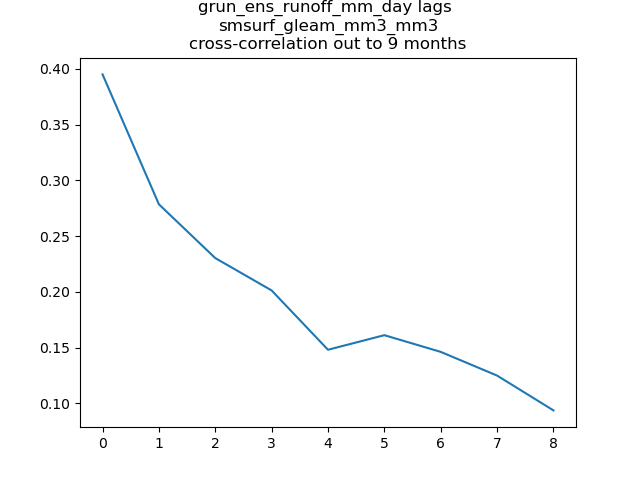 grun_ens_runoff_mm_day lags
smsurf_gleam_mm3_mm3
cross-correlation out to 9 months
0.40
0.35
0.30
0.25
0.20
0.15
0.10
0 1 2 3 4 5 6 7 8